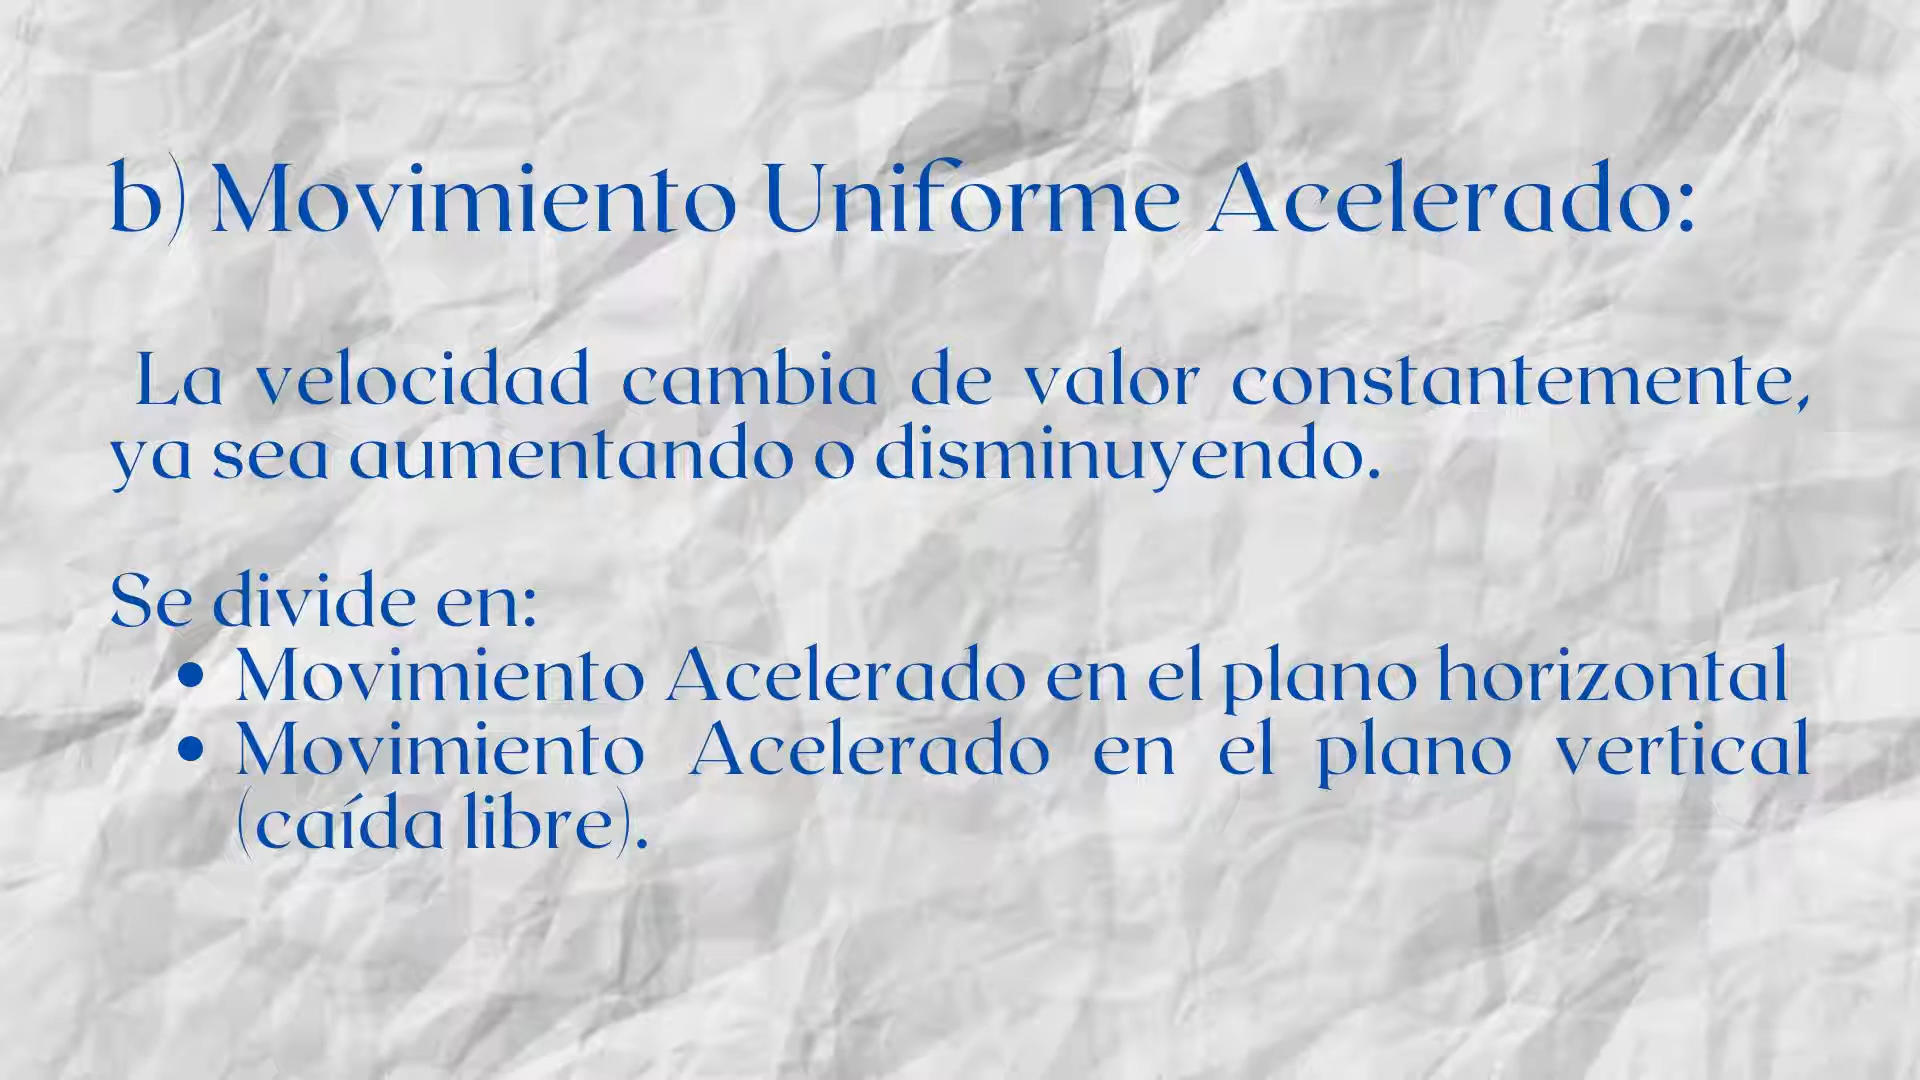 b) Movimiento Uniforme Acelerado:
La velocidad cambia de valor constantemente,
ya sea aumentando o disminuyendo.
Se divide en:
• Movimiento Acelerado en el plano horizontal
• Movimiento Acelerado en el plano vertical
(caída libre).